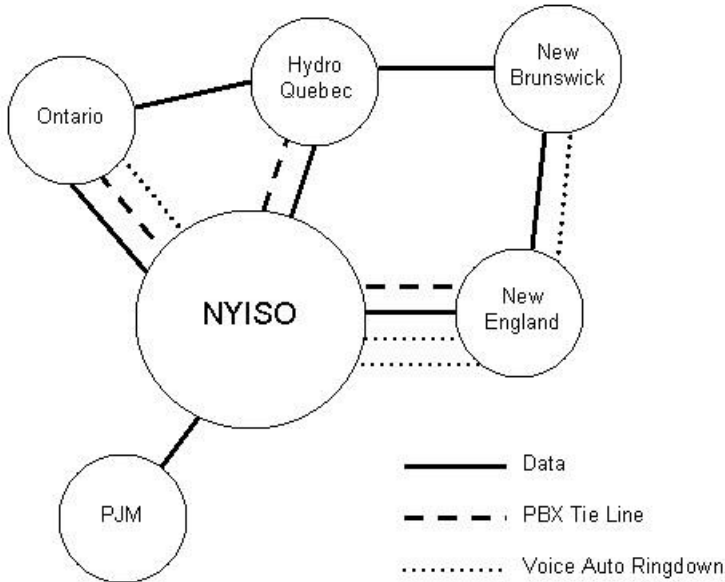 New
Brunswick
Hydro
Quebec
Ontario
NYISO
New
England
PJM
Data
PBX Tie Line
Voice Auto Ringdown